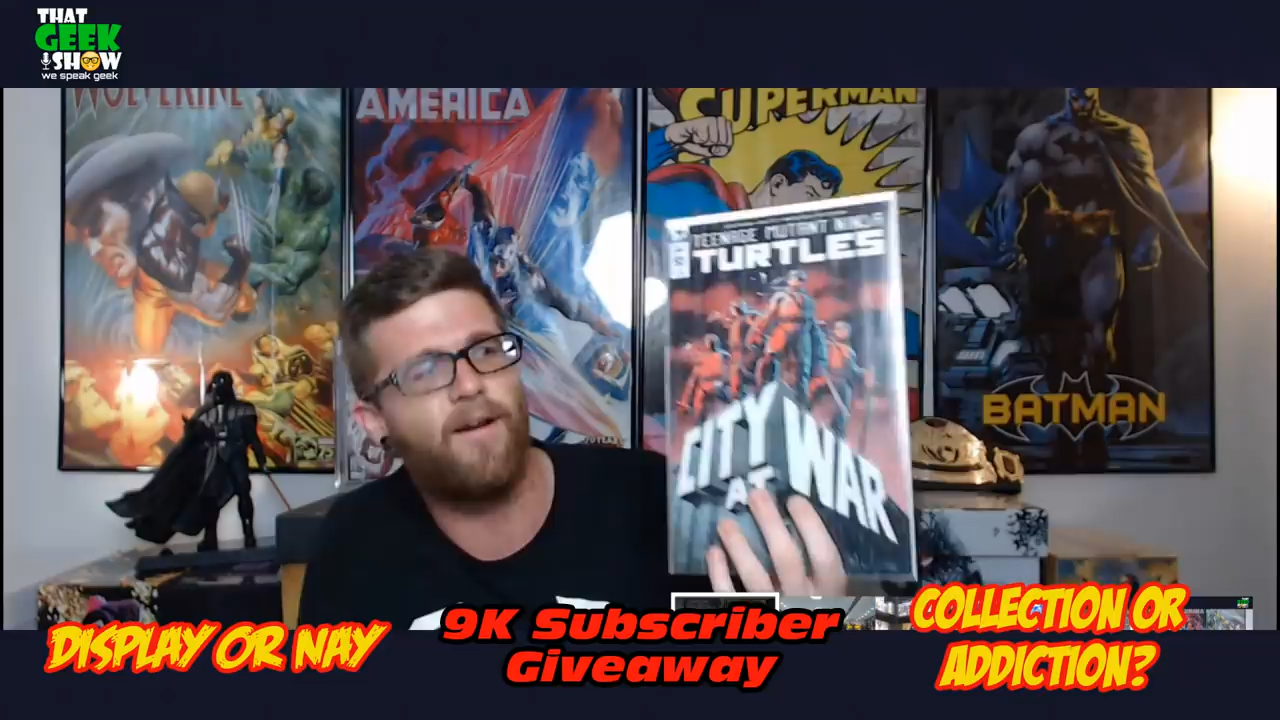 THAT
GEEK
SHOW
we speak geek
WOLVERINE
AMERICA
SUPERMAN
TEENAGE MUTANT NINJA
TURTLES
CITY
AT
WAR
BATMAN
75
DISPLAY OR NAY
9K Subscriber
Giveaway
COLLECTION OR
ADDICTION?